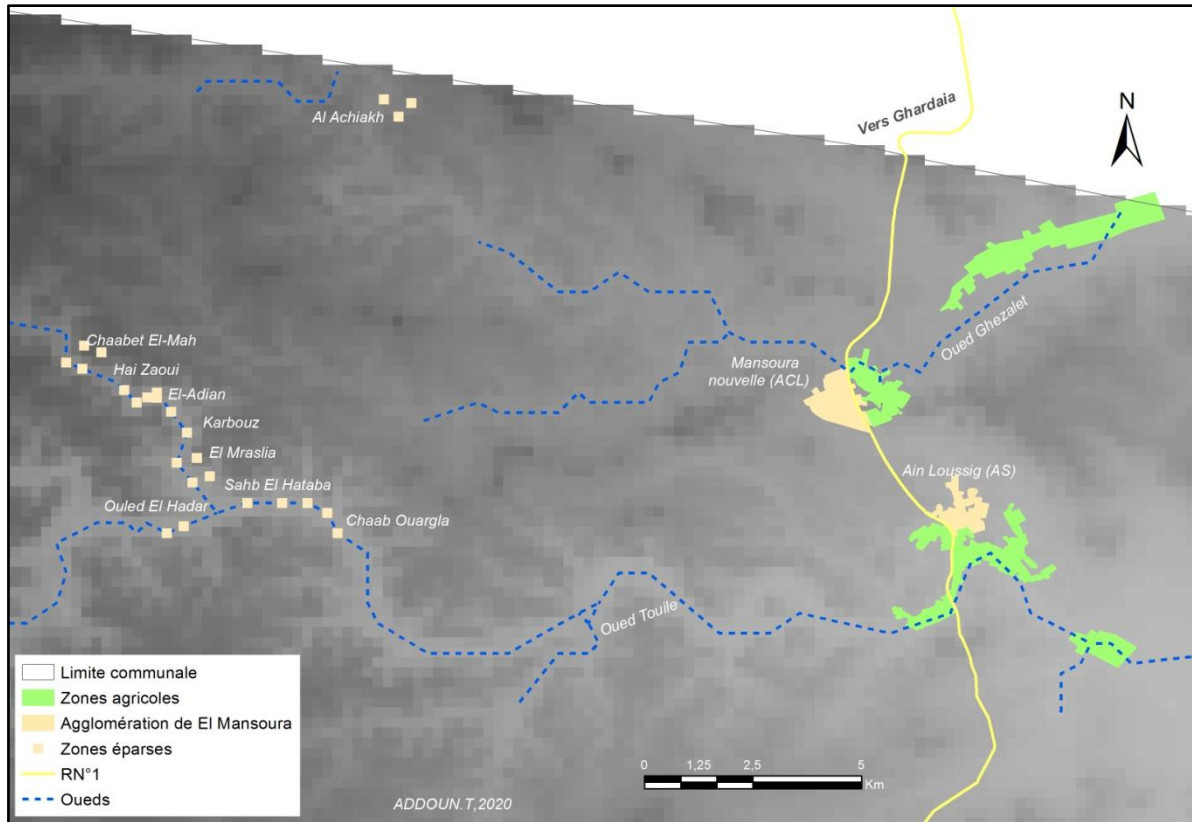 Al Achiakh
Vers Ghardaia
N
Oued Ghezalet
Chaabet El-Mah
Hai Zaoui
El-Adian
Karbouz
El Mraslia
Sahb El Hataba
Ouled El Hadar
Chaab Ouargla
Mansoura
nouvelle (ACL)
Ain Loussig (AS)
Oued Touile
Limite communale
Zones agricoles
Agglomération de El Mansoura
Zones éparses
RN°1
Oueds
ADDOUN.T,2020
0 1,25 2,5 5
Km